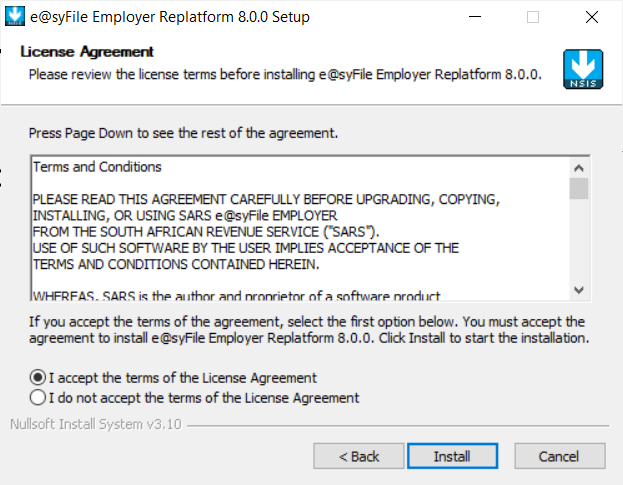 e@syFile Employer Replatform 8.0.0 Setup
License Agreement
Please review the license terms before installing e@syFile Employer Replatform 8.0.0.
NSIS
Press Page Down to see the rest of the agreement.
Terms and Conditions
PLEASE READ THIS AGREEMENT CAREFULLY BEFORE UPGRADING, COPYING,
INSTALLING, OR USING SARS e@syFile EMPLOYER
FROM THE SOUTH AFRICAN REVENUE SERVICE ("SARS").
USE OF SUCH SOFTWARE BY THE USER IMPLIES ACCEPTANCE OF THE
TERMS AND CONDITIONS CONTAINED HEREIN.
WHEREAS, SARS is the author and proprietor of a software product
If you accept the terms of the agreement, select the first option below. You must accept the
agreement to install e@syFile Employer Replatform 8.0.0. Click Install to start the installation.
I accept the terms of the License Agreement
I do not accept the terms of the License Agreement
Nullsoft Install System v3.10
< Back
Install
Cancel